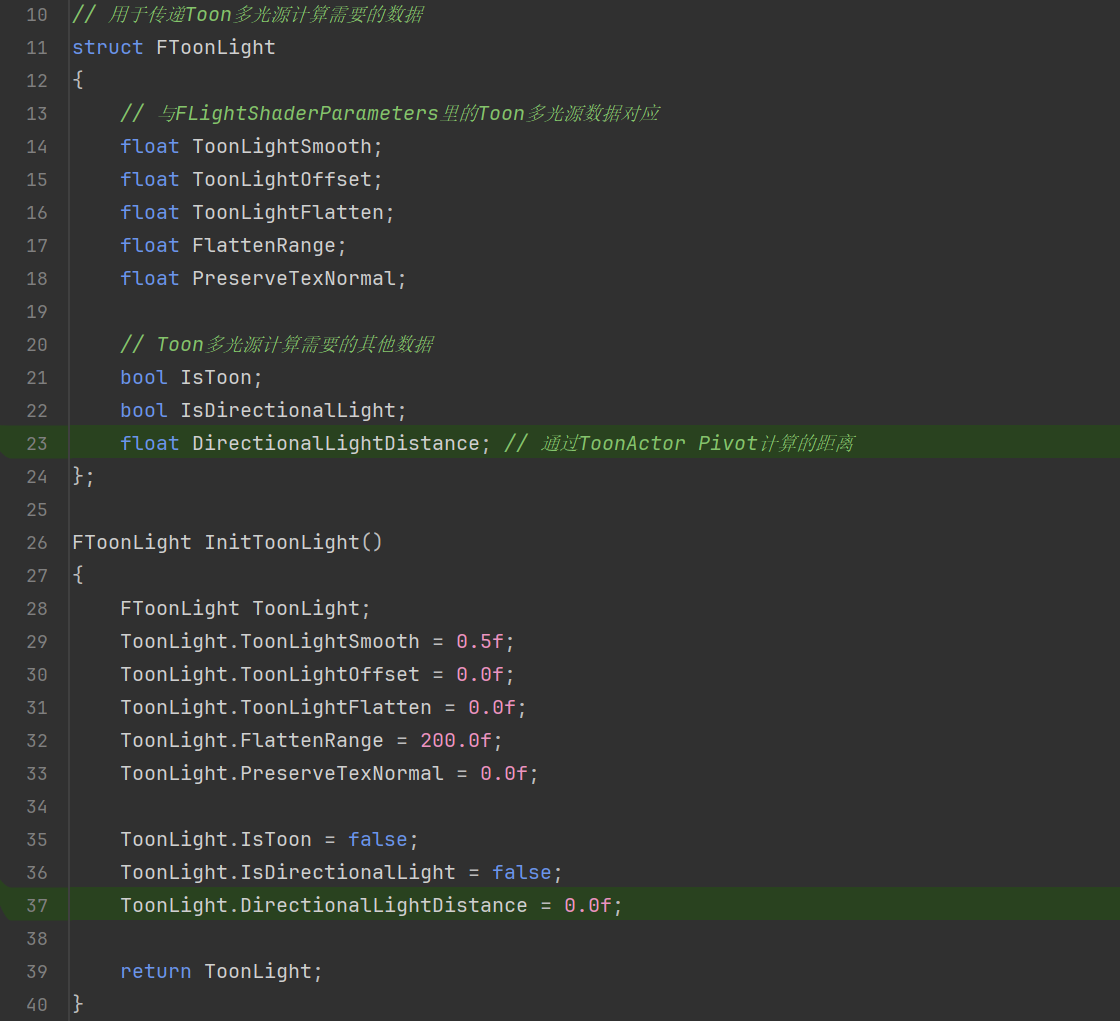 10 // 用于传递Toon多光源计算需要的数据
11 struct FToonLight
12 {
13     // 与FLightShaderParameters里的Toon多光源数据对应
14     float ToonLightSmooth;
15     float ToonLightOffset;
16     float ToonLightFlatten;
17     float FlattenRange;
18     float PreserveTexNormal;
19
20     // Toon多光源计算需要的其他数据
21     bool IsToon;
22     bool IsDirectionalLight;
23     float DirectionalLightDistance; // 通过ToonActor Pivot计算的距离
24 };
25
26 FToonLight InitToonLight()
27 {
28     FToonLight ToonLight;
29     ToonLight.ToonLightSmooth = 0.5f;
30     ToonLight.ToonLightOffset = 0.0f;
31     ToonLight.ToonLightFlatten = 0.0f;
32     ToonLight.FlattenRange = 200.0f;
33     ToonLight.PreserveTexNormal = 0.0f;
34
35     ToonLight.IsToon = false;
36     ToonLight.IsDirectionalLight = false;
37     ToonLight.DirectionalLightDistance = 0.0f;
38
39     return ToonLight;
40 }